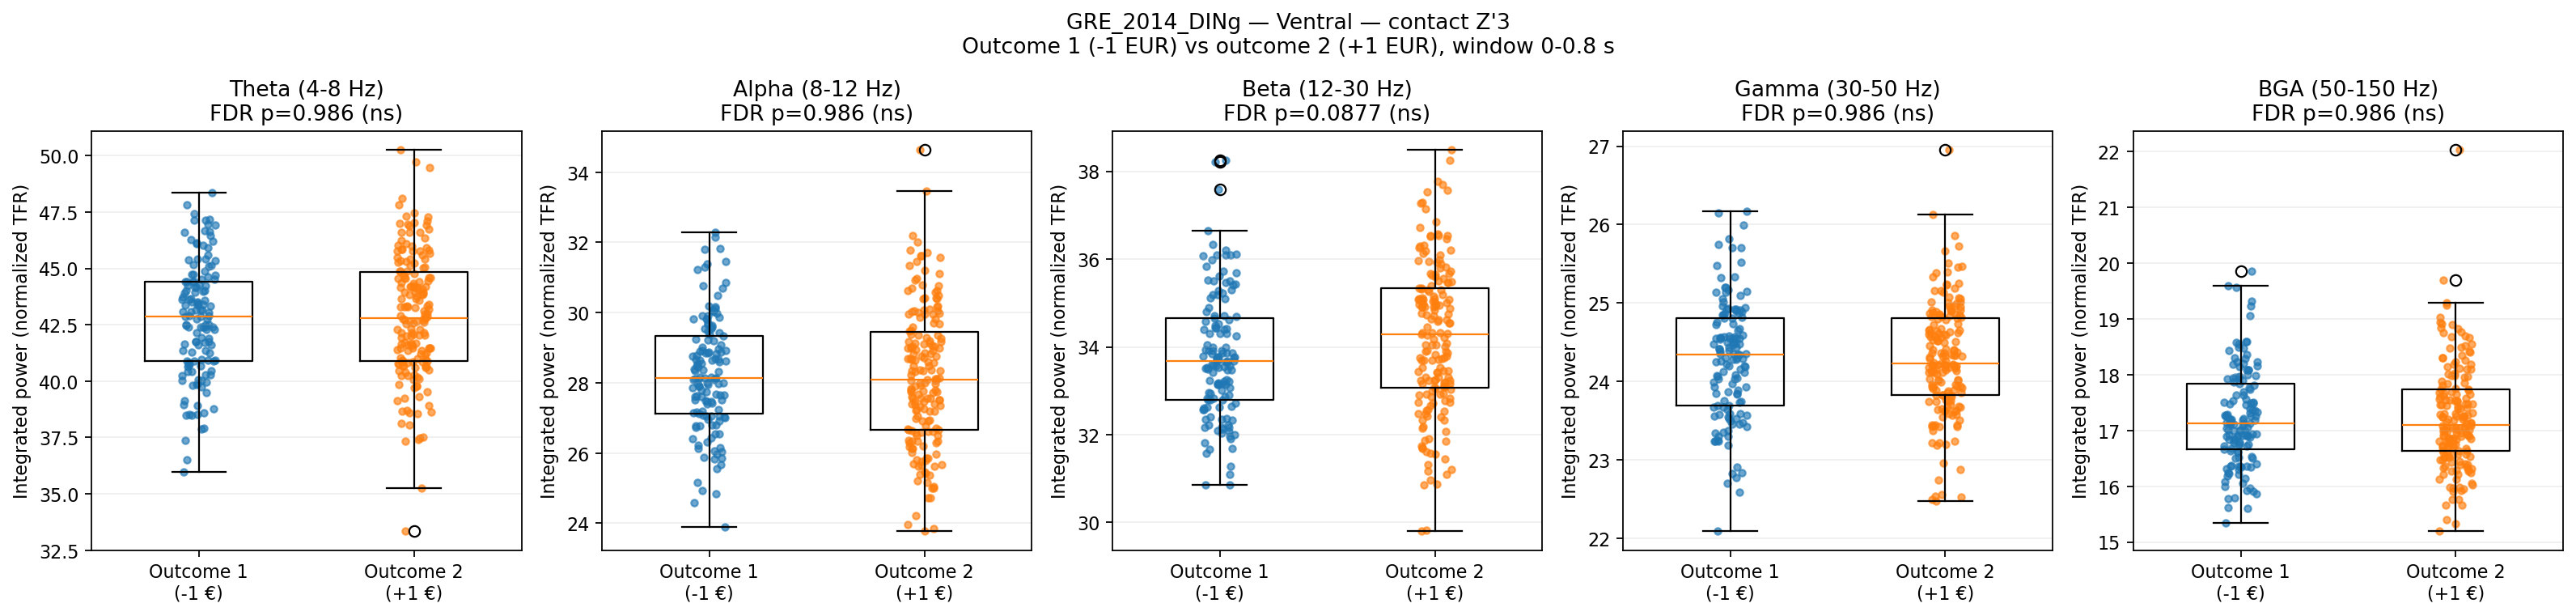 GRE_2014_DINg — Ventral — contact Z'3
Outcome 1 (-1 EUR) vs outcome 2 (+1 EUR), window 0-0.8 s
Theta (4-8 Hz)
FDR p=0.986 (ns)
Integrated power (normalized TFR)
50.0
47.5
45.0
42.5
40.0
37.5
35.0
32.5
Outcome 1
(-1 €)
Outcome 2
(+1 €)
Alpha (8-12 Hz)
FDR p=0.986 (ns)
Integrated power (normalized TFR)
34
32
30
28
26
24
Outcome 1
(-1 €)
Outcome 2
(+1 €)
Beta (12-30 Hz)
FDR p=0.0877 (ns)
Integrated power (normalized TFR)
38
36
34
32
30
Outcome 1
(-1 €)
Outcome 2
(+1 €)
Gamma (30-50 Hz)
FDR p=0.986 (ns)
Integrated power (normalized TFR)
27
26
25
24
23
22
Outcome 1
(-1 €)
Outcome 2
(+1 €)
BGA (50-150 Hz)
FDR p=0.986 (ns)
Integrated power (normalized TFR)
22
21
20
19
18
17
16
15
Outcome 1
(-1 €)
Outcome 2
(+1 €)